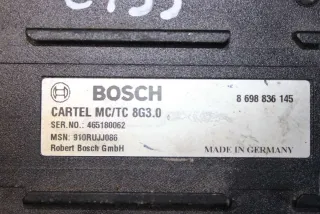 BOSCH
CARTEL MC/TC 8G3.0
8 698 836 145
SER.NO.: 465180062
MSN: 910RUJJ086
Robert Bosch GmbH
MADE IN GERMANY